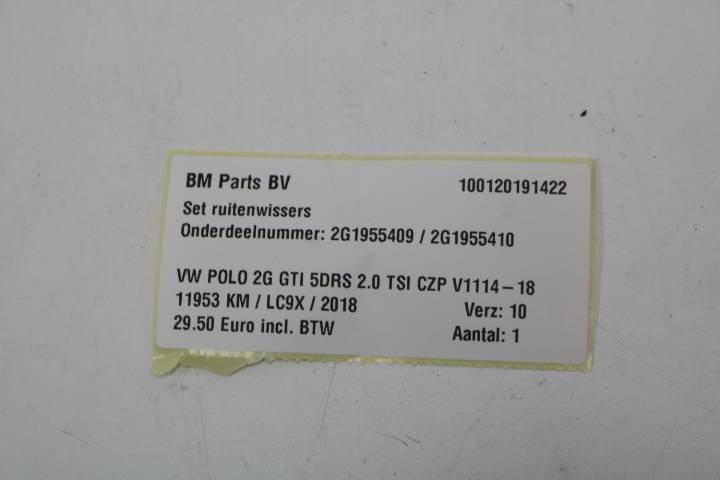 BM Parts BV 100120191422
Set ruitenwissers
Onderdeelnummer: 2G1955409 / 2G1955410
VW POLO 2G GTI 5DRS 2.0 TSI CZP V1114-18
11953 KM / LC9X / 2018 Verz: 10
29.50 Euro incl. BTW Aantal: 1